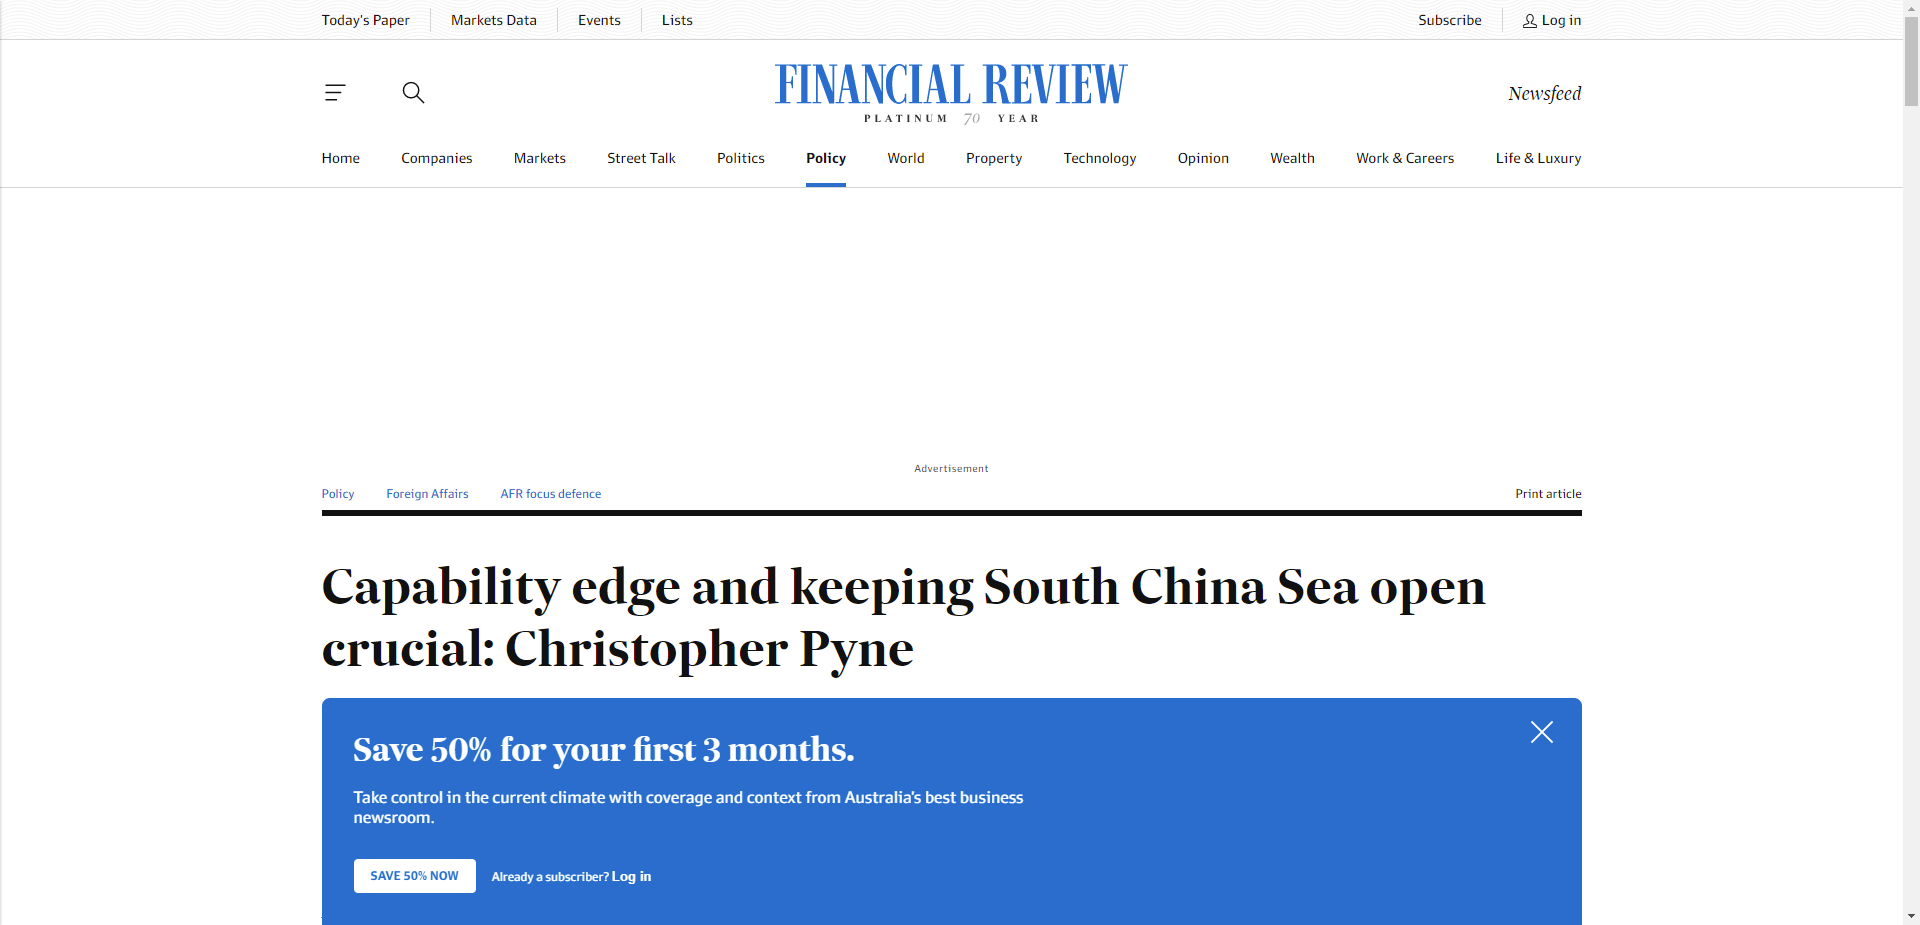 Today's Paper
Markets Data
Events
Lists
Subscribe
Log in
FINANCIAL REVIEW
PLATINUM 70 YEAR
Newsfeed
Home
Companies
Markets
Street Talk
Politics
Policy
World
Property
Technology
Opinion
Wealth
Work & Careers
Life & Luxury
Advertisement
Policy
Foreign Affairs
AFR focus defence
Print article
Capability edge and keeping South China Sea open
crucial: Christopher Pyne
Save 50% for your first 3 months.
Take control in the current climate with coverage and context from Australia's best business
newsroom.
SAVE 50% NOW
Already a subscriber? Log in